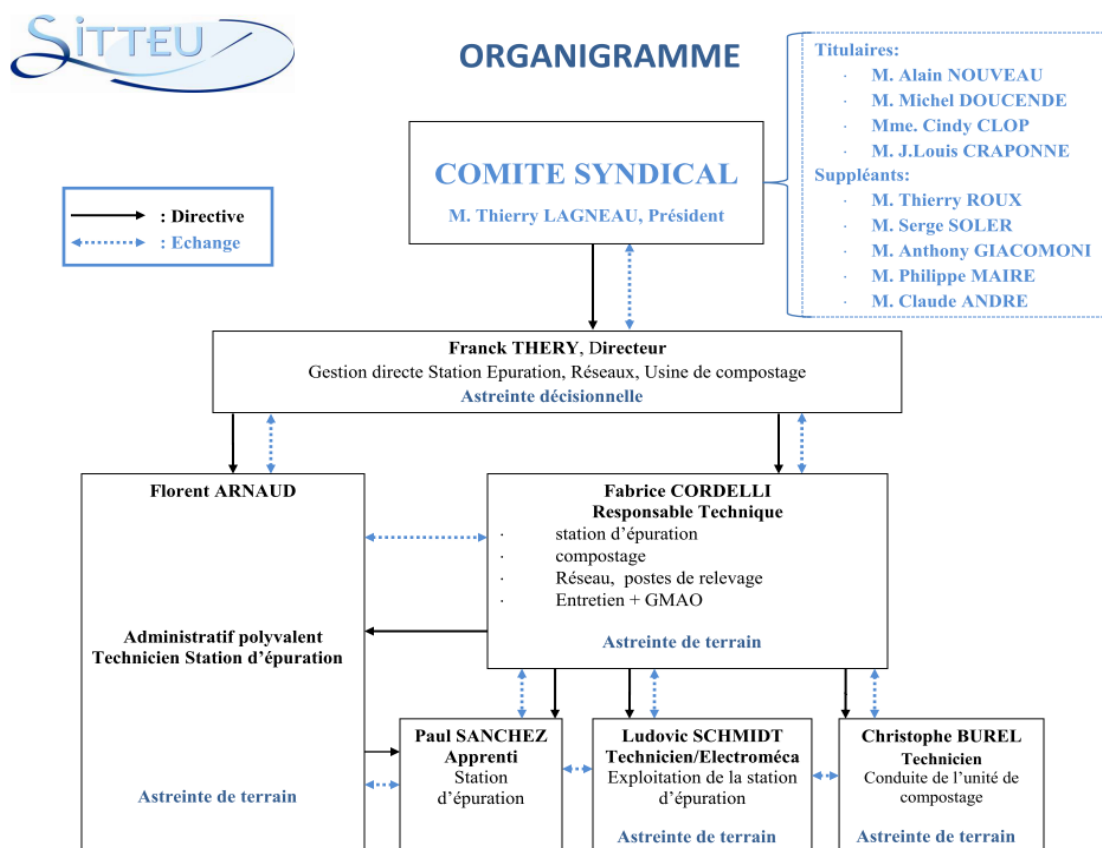 SITTEU
ORGANIGRAMME
Titulaires:
· M. Alain NOUVEAU
· M. Michel DOUCENDE
· Mme. Cindy CLOP
· M. J.Louis CRAPONNE
Suppléants:
· M. Thierry ROUX
· M. Serge SOLER
· M. Anthony GIACOMONI
· M. Philippe MAIRE
· M. Claude ANDRE
COMITE SYNDICAL
M. Thierry LAGNEAU, Président
: Directive
: Echange
Franck THERY, Directeur
Gestion directe Station Epuration, Réseaux, Usine de compostage
Astreinte décisionnelle
Florent ARNAUD
Administratif polyvalent
Technicien Station d'épuration
Astreinte de terrain
Fabrice CORDELLI
Responsable Technique
· station d'épuration
· compostage
· Réseau, postes de relevage
· Entretien + GMAO
Astreinte de terrain
Paul SANCHEZ
Apprenti
Station
d'épuration
Ludovic SCHMIDT
Technicien/Electroméca
Exploitation de la station
d'épuration
Astreinte de terrain
Christophe BUREL
Technicien
Conduite de l'unité de
compostage
Astreinte de terrain